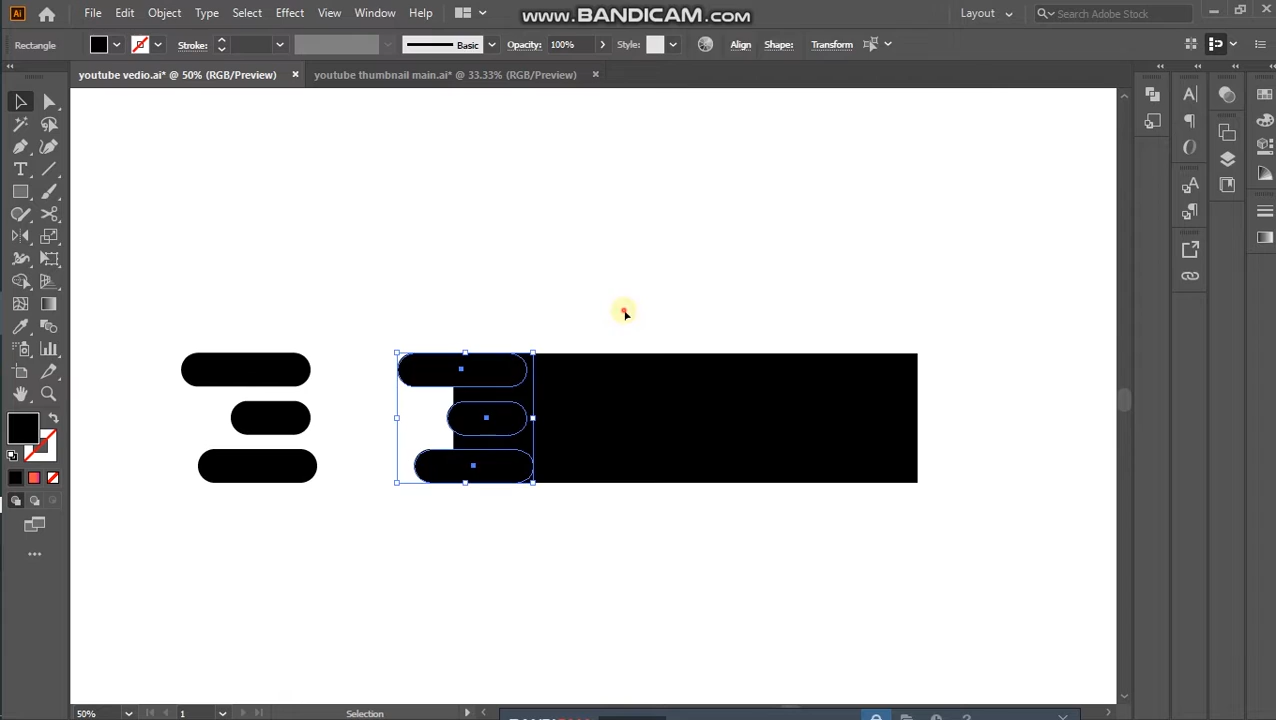 Ai File Edit Object Type Select Effect View Window Help www.BANDICAM.com Layout Search Adobe Stock
Rectangle Stroke: Basic Opacity: 100% Style: Align Shape: Transform
youtube vedio.ai* @ 50% (RGB/Preview) × youtube thumbnail main.ai* @ 33.33% (RGB/Preview) ×
50% 1 Selection